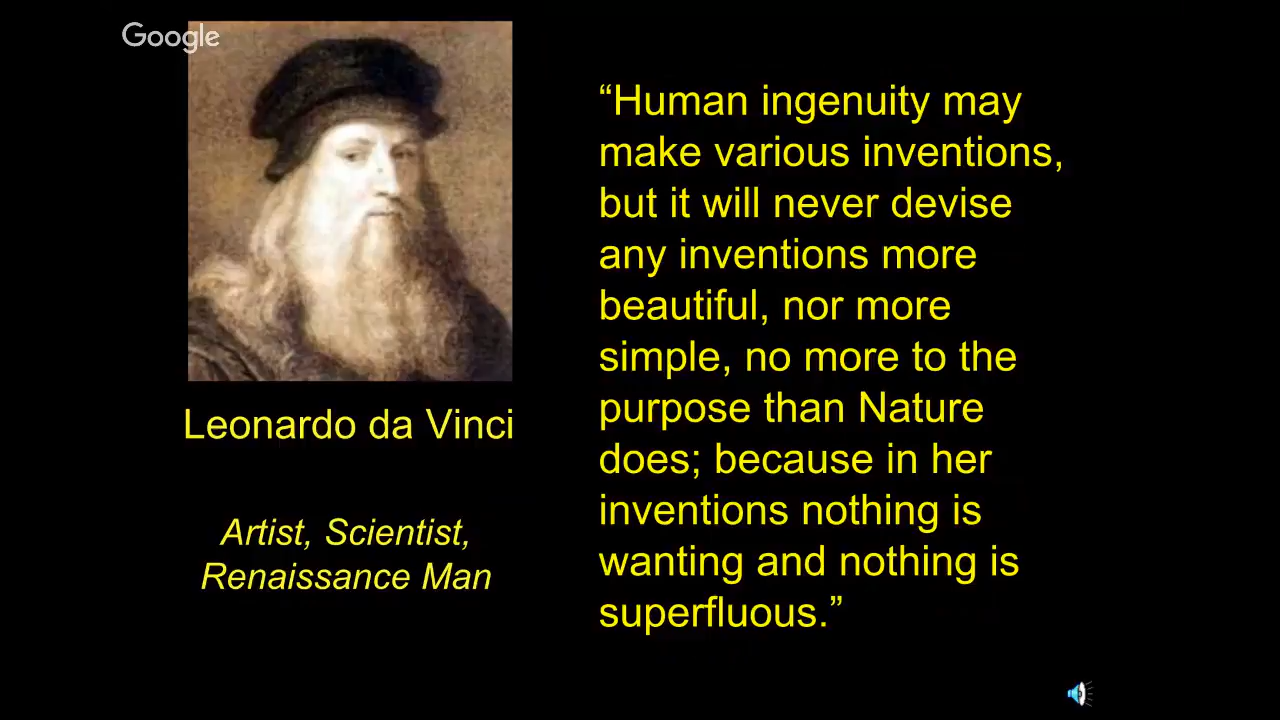 Google
Leonardo da Vinci
Artist, Scientist,
Renaissance Man
“Human ingenuity may
make various inventions,
but it will never devise
any inventions more
beautiful, nor more
simple, no more to the
purpose than Nature
does; because in her
inventions nothing is
wanting and nothing is
superfluous.”